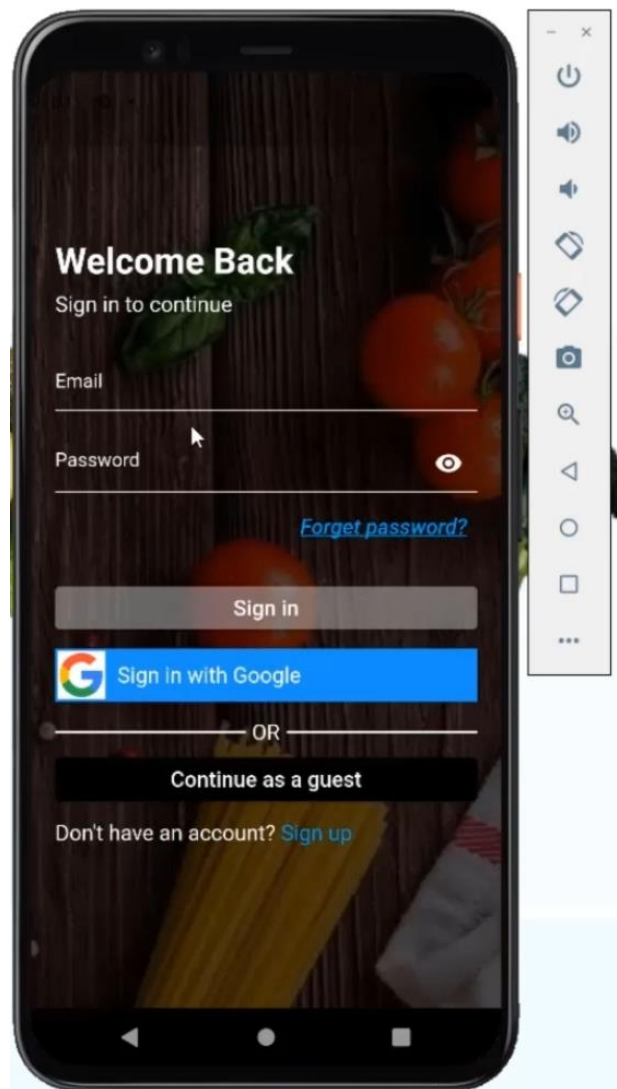 Welcome Back
Sign in to continue
Email
Password
Forget password?
Sign in
G Sign in with Google
OR
Continue as a guest
Don't have an account? Sign up